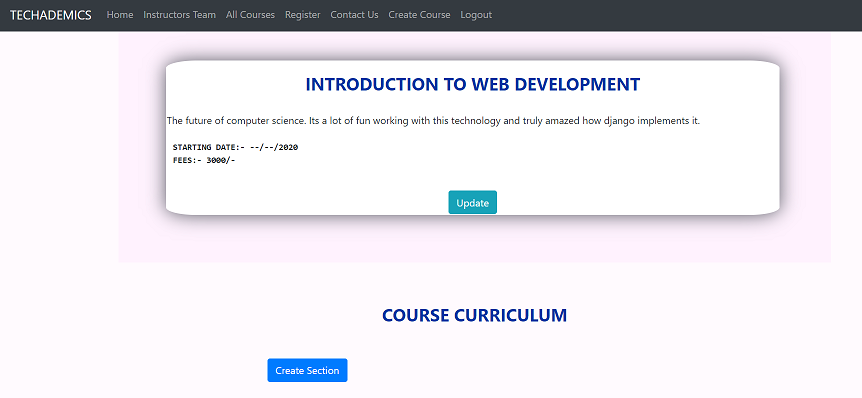 TECHADEMICS Home Instructors Team All Courses Register Contact Us Create Course Logout
INTRODUCTION TO WEB DEVELOPMENT
The future of computer science. Its a lot of fun working with this technology and truly amazed how django implements it.
STARTING DATE:- --/--/2020
FEES:- 3000/-
Update
COURSE CURRICULUM
Create Section